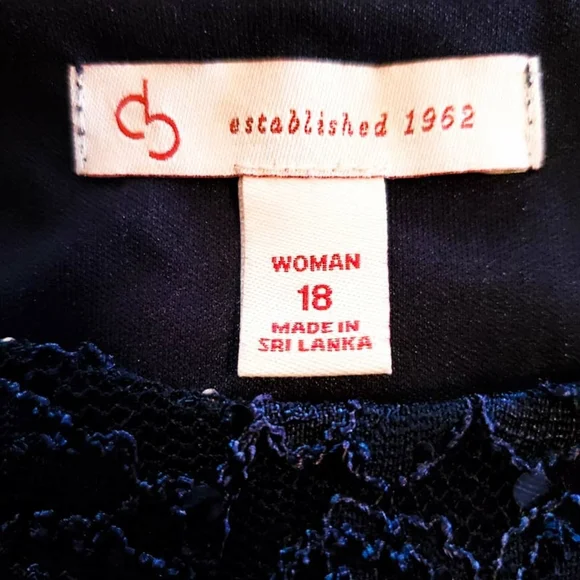 db established 1962
WOMAN
18
MADE IN
SRI LANKA